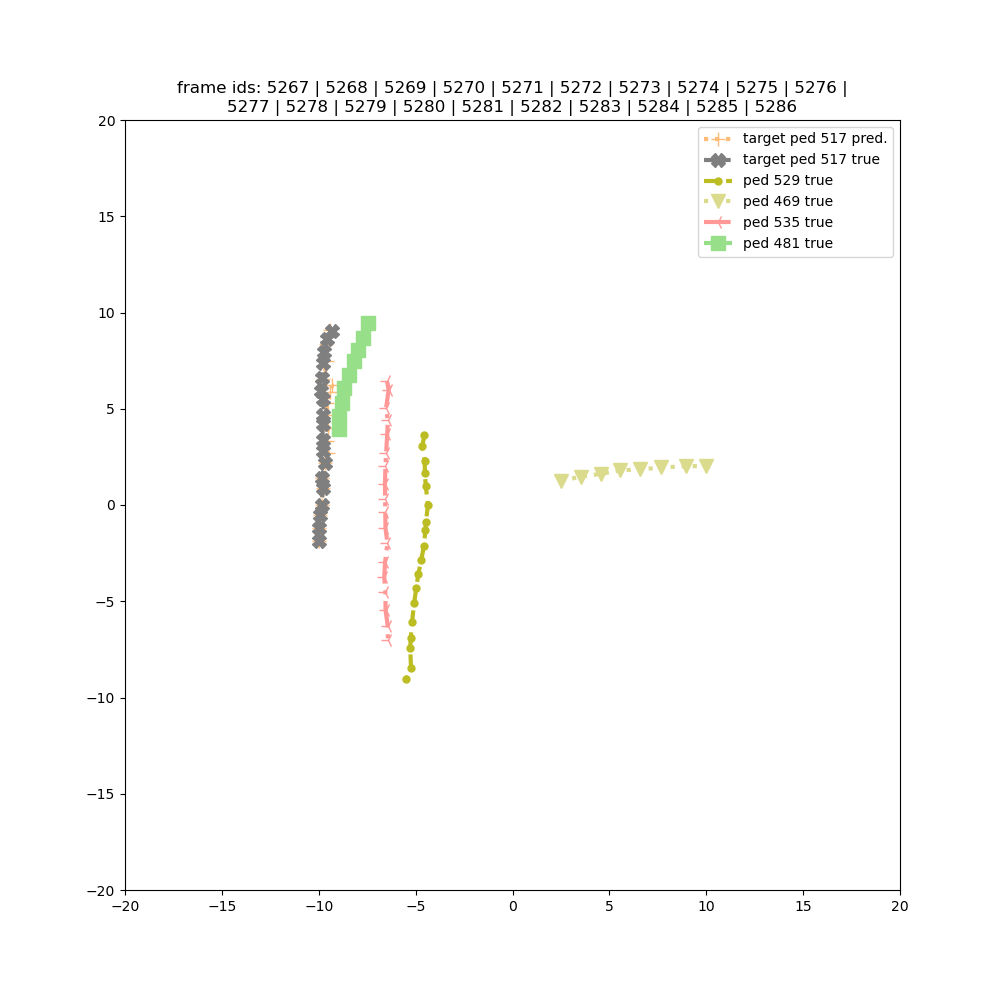 frame ids: 5267 | 5268 | 5269 | 5270 | 5271 | 5272 | 5273 | 5274 | 5275 | 5276 |
5277 | 5278 | 5279 | 5280 | 5281 | 5282 | 5283 | 5284 | 5285 | 5286
target ped 517 pred.
target ped 517 true
ped 529 true
ped 469 true
ped 535 true
ped 481 true
20
15
10
5
0
−5
−10
−15
−20
−20 −15 −10 −5 0 5 10 15 20